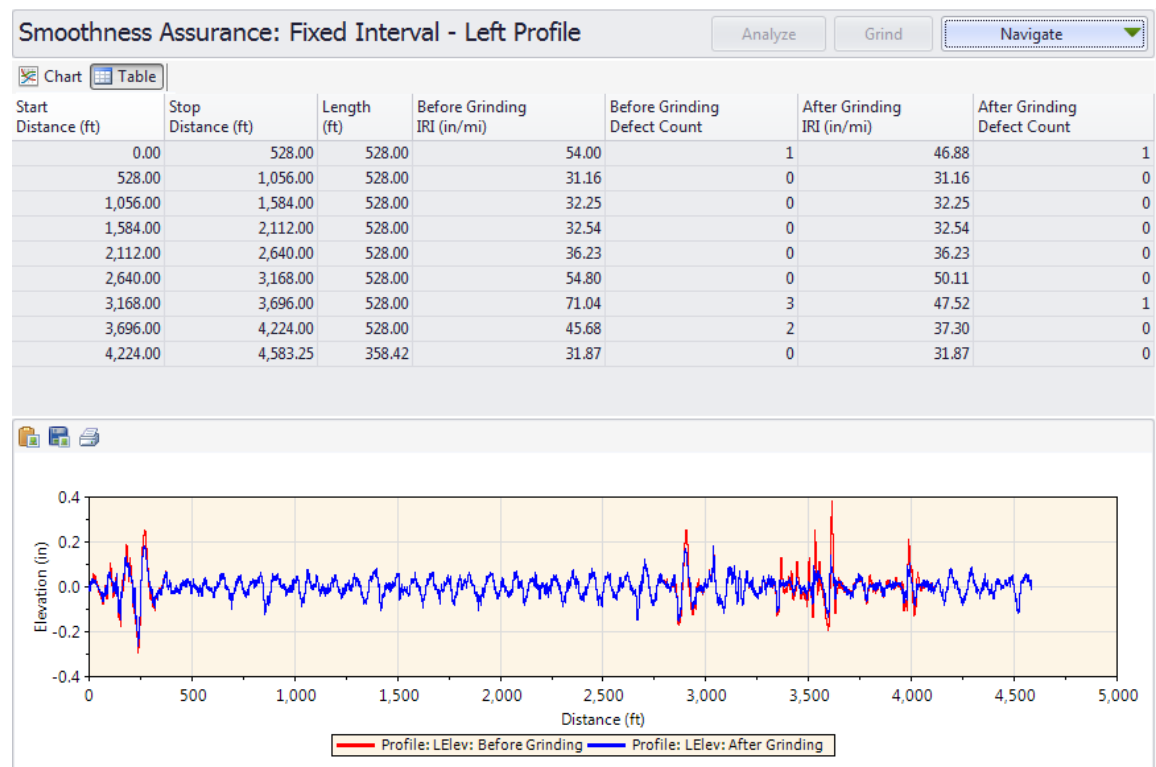 Smoothness Assurance: Fixed Interval - Left Profile Analyze Grind Navigate
Chart Table
Start Stop Length Before Grinding Before Grinding After Grinding After Grinding
Distance (ft) Distance (ft) (ft) IRI (in/mi) Defect Count IRI (in/mi) Defect Count
0.00 528.00 528.00 54.00 1 46.88 1
528.00 1,056.00 528.00 31.16 0 31.16 0
1,056.00 1,584.00 528.00 32.25 0 32.25 0
1,584.00 2,112.00 528.00 32.54 0 32.54 0
2,112.00 2,640.00 528.00 36.23 0 36.23 0
2,640.00 3,168.00 528.00 54.80 0 50.11 0
3,168.00 3,696.00 528.00 71.04 3 47.52 1
3,696.00 4,224.00 528.00 45.68 2 37.30 0
4,224.00 4,583.25 358.42 31.87 0 31.87 0
0.4
0.2
0.0
-0.2
-0.4
Elevation (in)
0 500 1,000 1,500 2,000 2,500 3,000 3,500 4,000 4,500 5,000
Distance (ft)
Profile: LElev: Before Grinding Profile: LElev: After Grinding